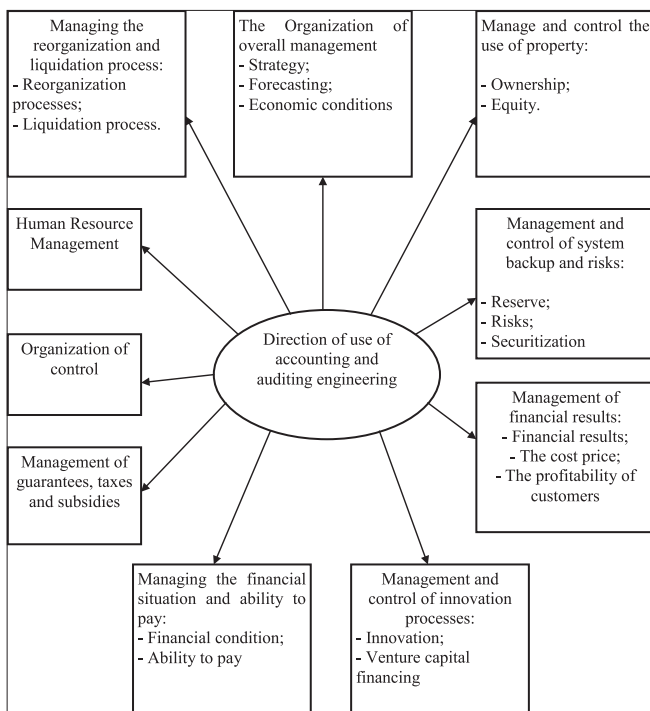 Managing the
reorganization and
liquidation process:
- Reorganization
processes;
- Liquidation process.
The Organization of
overall management
- Strategy;
- Forecasting;
- Economic conditions
Manage and control the
use of property:
- Ownership;
- Equity.
Human Resource
Management
Management and
control of system
backup and risks:
- Reserve;
- Risks;
- Securitization
Direction of use of
accounting and
auditing engineering
Organization of
control
Management of
financial results:
- Financial results;
- The cost price;
- The profitability of
customers
Management of
guarantees, taxes
and subsidies
Managing the financial
situation and ability to
pay:
- Financial condition;
- Ability to pay
Management and
control of innovation
processes:
- Innovation;
- Venture capital
financing